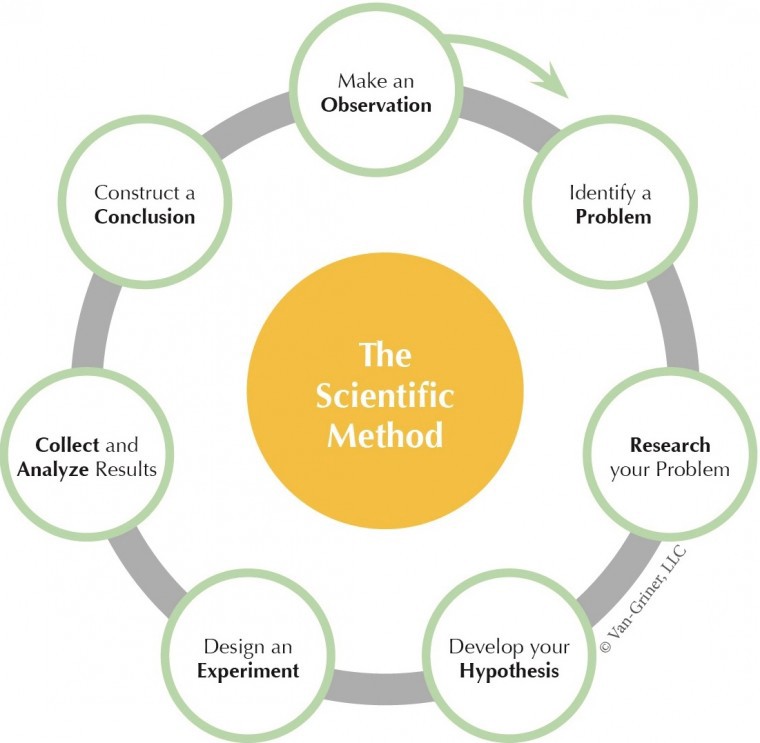 Make an
Observation
Identify a
Problem
Research
your Problem
Develop your
Hypothesis
Design an
Experiment
Collect and
Analyze Results
Construct a
Conclusion
The
Scientific
Method
© Van-Griner, LLC